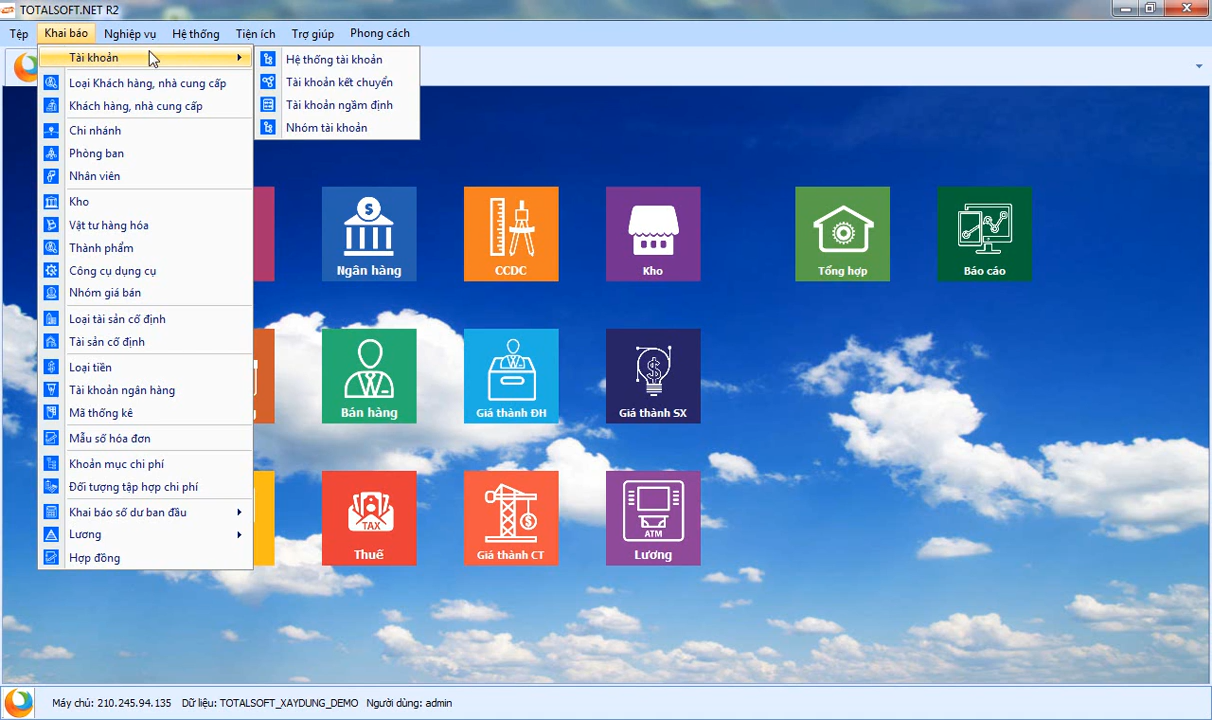 TOTALSOFT.NET R2
Tệp Khai báo Nghiệp vụ Hệ thống Tiện ích Trợ giúp Phong cách
Tài khoản
Loại Khách hàng, nhà cung cấp
Khách hàng, nhà cung cấp
Chi nhánh
Phòng ban
Nhân viên
Kho
Vật tư hàng hóa
Thành phẩm
Công cụ dụng cụ
Nhóm giá bán
Loại tài sản cố định
Tài sản cố định
Loại tiền
Tài khoản ngân hàng
Mã thống kê
Mẫu số hóa đơn
Khoản mục chi phí
Đối tượng tập hợp chi phí
Khai báo số dư ban đầu
Lương
Hợp đồng
Hệ thống tài khoản
Tài khoản kết chuyển
Tài khoản ngầm định
Nhóm tài khoản
Ngân hàng
CCDC
Kho
Tổng hợp
Báo cáo
Bán hàng
Giá thành ĐH
Giá thành SX
TAX
Thuế
Giá thành CT
ATM
Lương
Máy chủ: 210.245.94.135 Dữ liệu: TOTALSOFT_XAYDUNG_DEMO Người dùng: admin